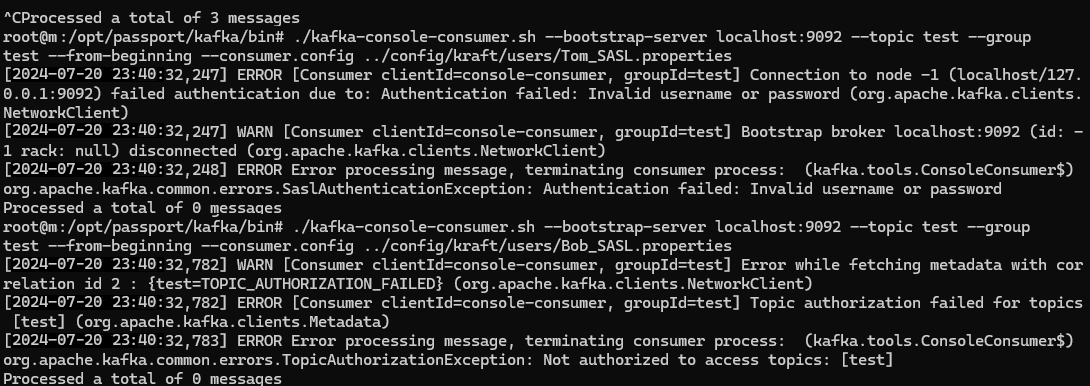 ^CProcessed a total of 3 messages
root@m:/opt/passport/kafka/bin# ./kafka-console-consumer.sh --bootstrap-server localhost:9092 --topic test --group
test --from-beginning --consumer.config ../config/kraft/users/Tom_SASL.properties
[2024-07-20 23:40:32,247] ERROR [Consumer clientId=console-consumer, groupId=test] Connection to node -1 (localhost/127.
0.0.1:9092) failed authentication due to: Authentication failed: Invalid username or password (org.apache.kafka.clients.
NetworkClient)
[2024-07-20 23:40:32,247] WARN [Consumer clientId=console-consumer, groupId=test] Bootstrap broker localhost:9092 (id: -
1 rack: null) disconnected (org.apache.kafka.clients.NetworkClient)
[2024-07-20 23:40:32,248] ERROR Error processing message, terminating consumer process:  (kafka.tools.ConsoleConsumer$)
org.apache.kafka.common.errors.SaslAuthenticationException: Authentication failed: Invalid username or password
Processed a total of 0 messages
root@m:/opt/passport/kafka/bin# ./kafka-console-consumer.sh --bootstrap-server localhost:9092 --topic test --group
test --from-beginning --consumer.config ../config/kraft/users/Bob_SASL.properties
[2024-07-20 23:40:32,782] WARN [Consumer clientId=console-consumer, groupId=test] Error while fetching metadata with cor
relation id 2 : {test=TOPIC_AUTHORIZATION_FAILED} (org.apache.kafka.clients.NetworkClient)
[2024-07-20 23:40:32,782] ERROR [Consumer clientId=console-consumer, groupId=test] Topic authorization failed for topics
 [test] (org.apache.kafka.clients.Metadata)
[2024-07-20 23:40:32,783] ERROR Error processing message, terminating consumer process:  (kafka.tools.ConsoleConsumer$)
org.apache.kafka.common.errors.TopicAuthorizationException: Not authorized to access topics: [test]
Processed a total of 0 messages